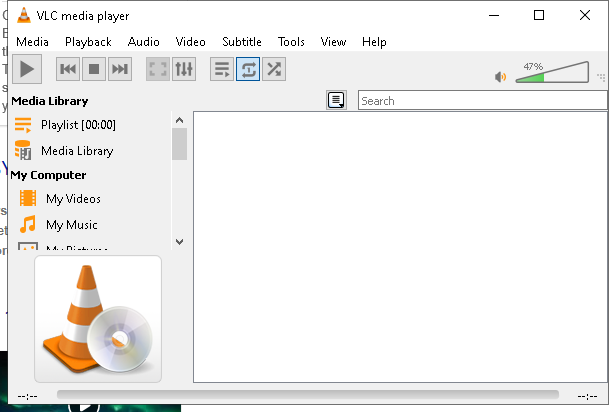 VLC media player
Media Playback Audio Video Subtitle Tools View Help
47%
Media Library
Search
Playlist [00:00]
Media Library
My Computer
My Videos
My Music
My Pictures
--:-- --:--